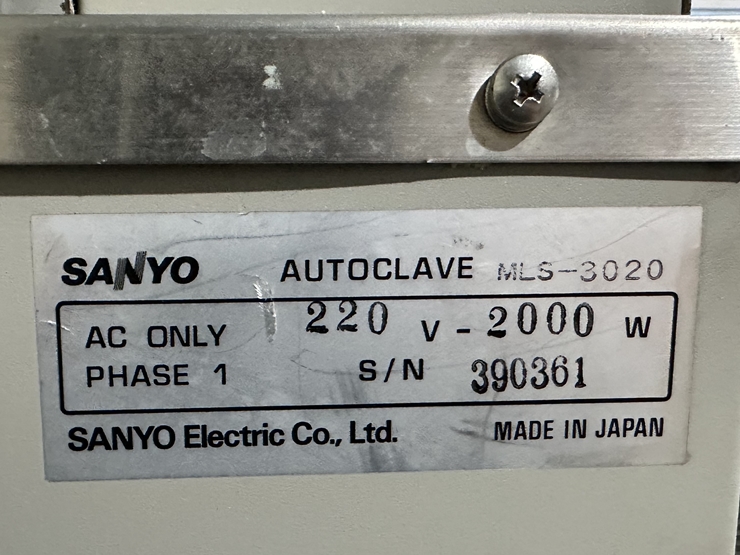 SANYO AUTOCLAVE MLS-3020
AC ONLY 220 V - 2000 W
PHASE 1 S/N 390361
SANYO Electric Co., Ltd. MADE IN JAPAN